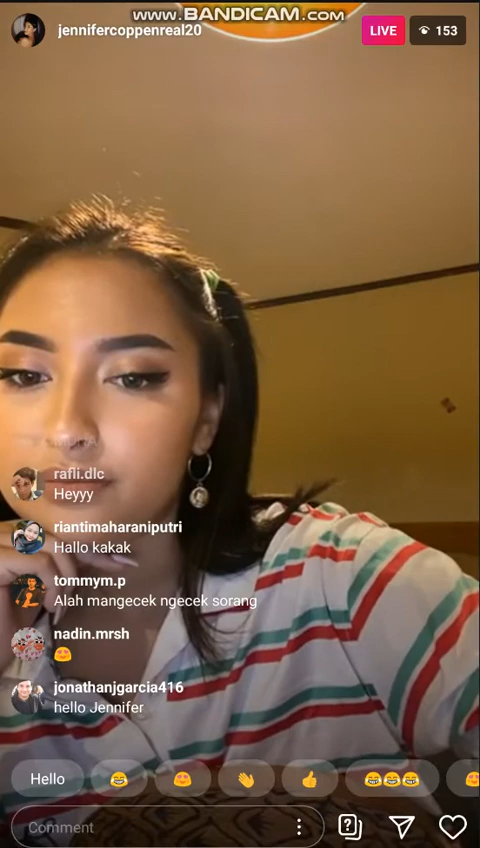 www.BANDICAM.com
jennifercoppenreal20
LIVE
153
rafli.dlc
Heyyy
riantimaharaniputri
Hallo kakak
tommym.p
Alah mangecek ngecek sorang
nadin.mrsh
😍
jonathanjgarcia416
hello Jennifer
Hello 😂 😍 👋 👍 😂😂😂 😍
Comment